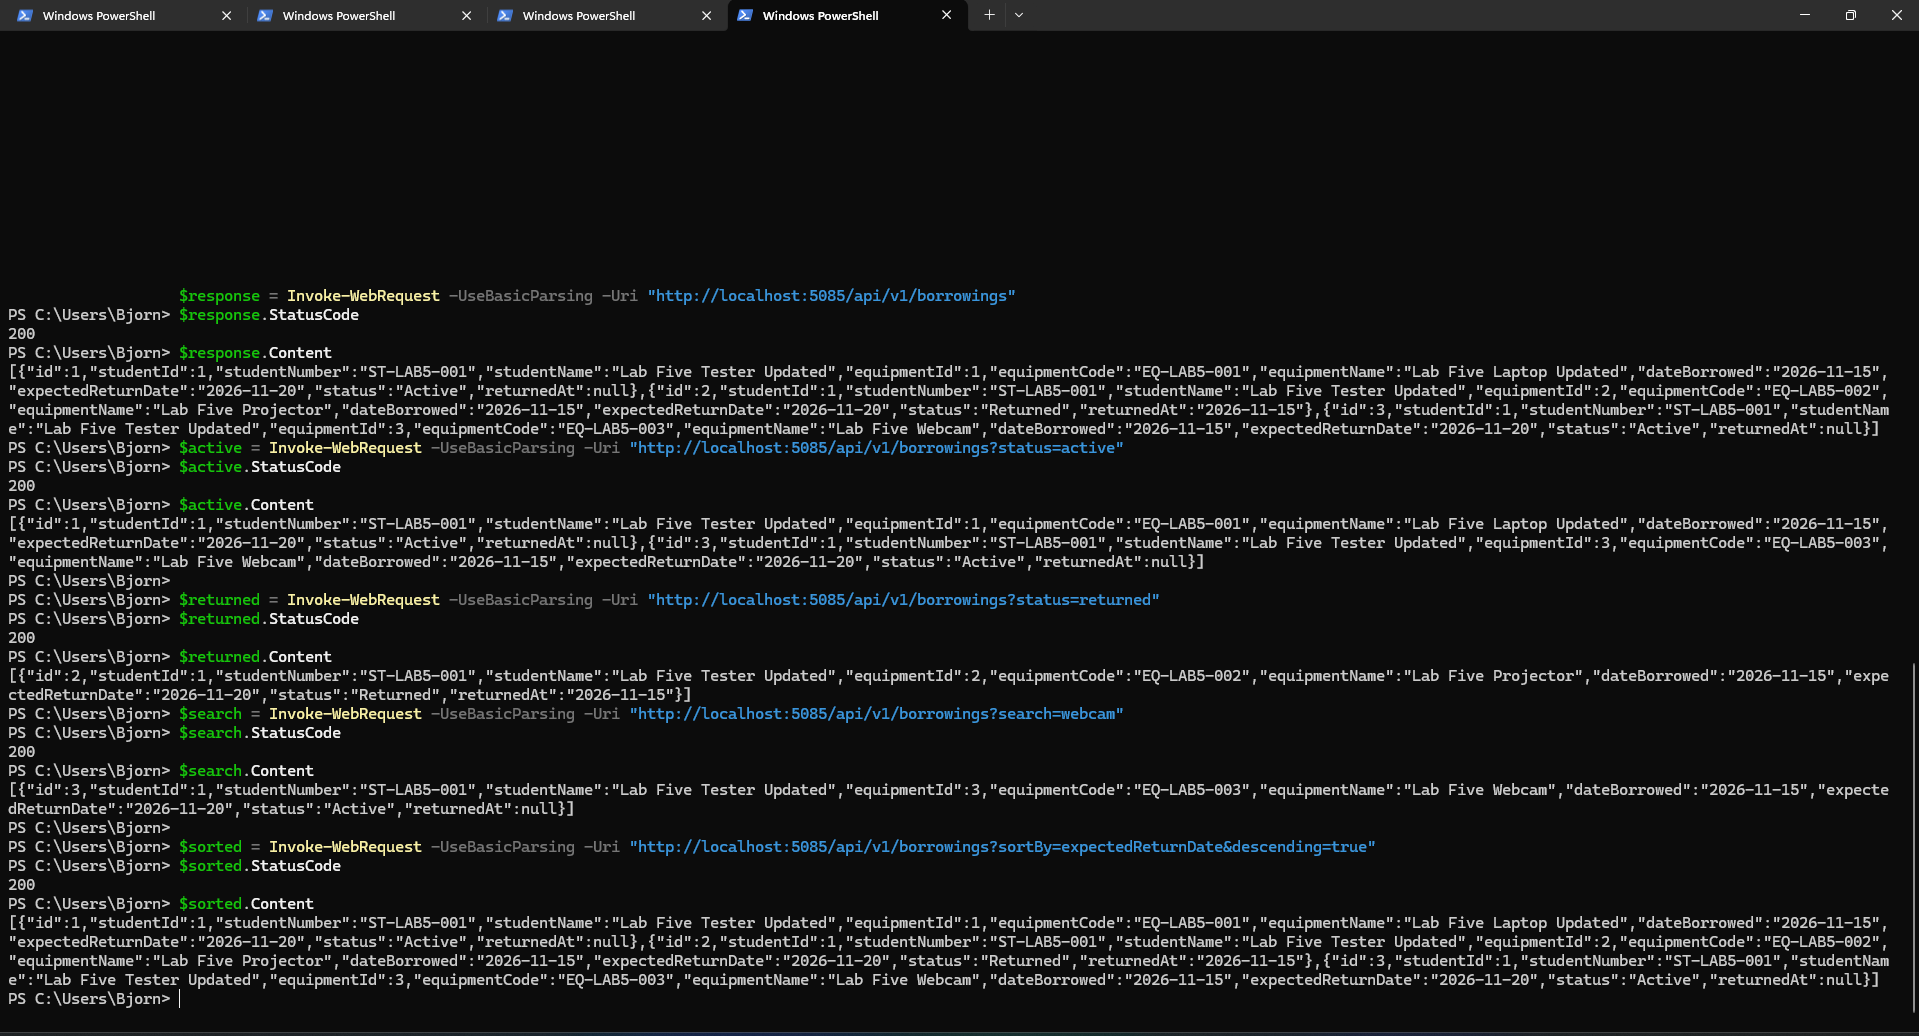 Windows PowerShell
Windows PowerShell
Windows PowerShell
Windows PowerShell
$response = Invoke-WebRequest -UseBasicParsing -Uri "http://localhost:5085/api/v1/borrowings"
PS C:\Users\Bjorn> $response.StatusCode
200
PS C:\Users\Bjorn> $response.Content
[{"id":1,"studentId":1,"studentNumber":"ST-LAB5-001","studentName":"Lab Five Tester Updated","equipmentId":1,"equipmentCode":"EQ-LAB5-001","equipmentName":"Lab Five Laptop Updated","dateBorrowed":"2026-11-15",
"expectedReturnDate":"2026-11-20","status":"Active","returnedAt":null},{"id":2,"studentId":1,"studentNumber":"ST-LAB5-001","studentName":"Lab Five Tester Updated","equipmentId":2,"equipmentCode":"EQ-LAB5-002",
"equipmentName":"Lab Five Projector","dateBorrowed":"2026-11-15","expectedReturnDate":"2026-11-20","status":"Returned","returnedAt":"2026-11-15"},{"id":3,"studentId":1,"studentNumber":"ST-LAB5-001","studentNam
e":"Lab Five Tester Updated","equipmentId":3,"equipmentCode":"EQ-LAB5-003","equipmentName":"Lab Five Webcam","dateBorrowed":"2026-11-15","expectedReturnDate":"2026-11-20","status":"Active","returnedAt":null}]
PS C:\Users\Bjorn> $active = Invoke-WebRequest -UseBasicParsing -Uri "http://localhost:5085/api/v1/borrowings?status=active"
PS C:\Users\Bjorn> $active.StatusCode
200
PS C:\Users\Bjorn> $active.Content
[{"id":1,"studentId":1,"studentNumber":"ST-LAB5-001","studentName":"Lab Five Tester Updated","equipmentId":1,"equipmentCode":"EQ-LAB5-001","equipmentName":"Lab Five Laptop Updated","dateBorrowed":"2026-11-15",
"expectedReturnDate":"2026-11-20","status":"Active","returnedAt":null},{"id":3,"studentId":1,"studentNumber":"ST-LAB5-001","studentName":"Lab Five Tester Updated","equipmentId":3,"equipmentCode":"EQ-LAB5-003",
"equipmentName":"Lab Five Webcam","dateBorrowed":"2026-11-15","expectedReturnDate":"2026-11-20","status":"Active","returnedAt":null}]
PS C:\Users\Bjorn>
PS C:\Users\Bjorn> $returned = Invoke-WebRequest -UseBasicParsing -Uri "http://localhost:5085/api/v1/borrowings?status=returned"
PS C:\Users\Bjorn> $returned.StatusCode
200
PS C:\Users\Bjorn> $returned.Content
[{"id":2,"studentId":1,"studentNumber":"ST-LAB5-001","studentName":"Lab Five Tester Updated","equipmentId":2,"equipmentCode":"EQ-LAB5-002","equipmentName":"Lab Five Projector","dateBorrowed":"2026-11-15","expe
ctedReturnDate":"2026-11-20","status":"Returned","returnedAt":"2026-11-15"}]
PS C:\Users\Bjorn> $search = Invoke-WebRequest -UseBasicParsing -Uri "http://localhost:5085/api/v1/borrowings?search=webcam"
PS C:\Users\Bjorn> $search.StatusCode
200
PS C:\Users\Bjorn> $search.Content
[{"id":3,"studentId":1,"studentNumber":"ST-LAB5-001","studentName":"Lab Five Tester Updated","equipmentId":3,"equipmentCode":"EQ-LAB5-003","equipmentName":"Lab Five Webcam","dateBorrowed":"2026-11-15","expecte
dReturnDate":"2026-11-20","status":"Active","returnedAt":null}]
PS C:\Users\Bjorn>
PS C:\Users\Bjorn> $sorted = Invoke-WebRequest -UseBasicParsing -Uri "http://localhost:5085/api/v1/borrowings?sortBy=expectedReturnDate&descending=true"
PS C:\Users\Bjorn> $sorted.StatusCode
200
PS C:\Users\Bjorn> $sorted.Content
[{"id":1,"studentId":1,"studentNumber":"ST-LAB5-001","studentName":"Lab Five Tester Updated","equipmentId":1,"equipmentCode":"EQ-LAB5-001","equipmentName":"Lab Five Laptop Updated","dateBorrowed":"2026-11-15",
"expectedReturnDate":"2026-11-20","status":"Active","returnedAt":null},{"id":2,"studentId":1,"studentNumber":"ST-LAB5-001","studentName":"Lab Five Tester Updated","equipmentId":2,"equipmentCode":"EQ-LAB5-002",
"equipmentName":"Lab Five Projector","dateBorrowed":"2026-11-15","expectedReturnDate":"2026-11-20","status":"Returned","returnedAt":"2026-11-15"},{"id":3,"studentId":1,"studentNumber":"ST-LAB5-001","studentNam
e":"Lab Five Tester Updated","equipmentId":3,"equipmentCode":"EQ-LAB5-003","equipmentName":"Lab Five Webcam","dateBorrowed":"2026-11-15","expectedReturnDate":"2026-11-20","status":"Active","returnedAt":null}]
PS C:\Users\Bjorn>